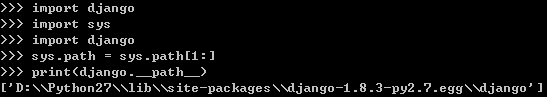 >>> import django
>>> import sys
>>> import django
>>> sys.path = sys.path[1:]
>>> print(django.__path__)
['D:\\Python27\\lib\\site-packages\\django-1.8.3-py2.7.egg\\django']